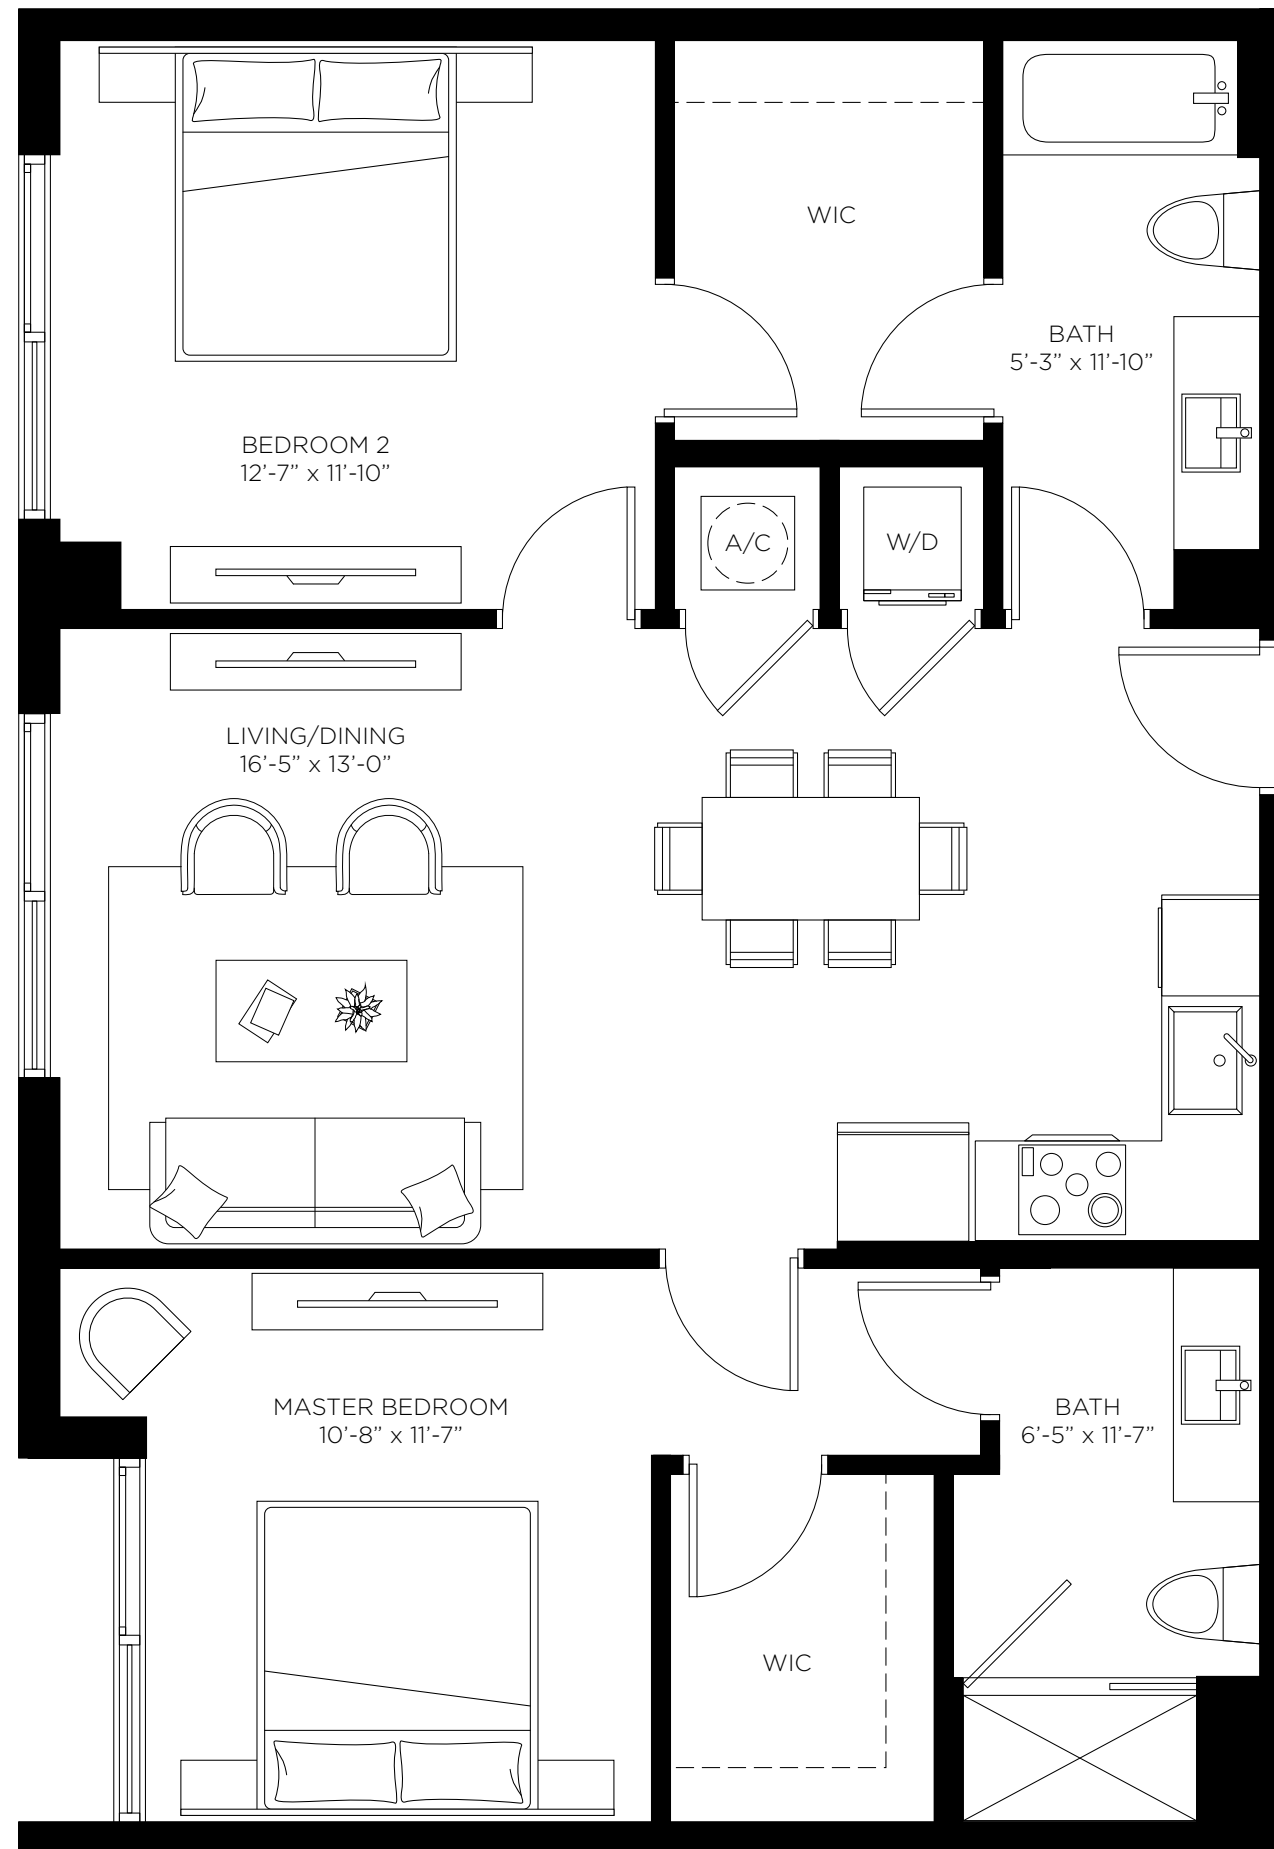 WIC
BATH
5’-3” x 11’-10”
BEDROOM 2
12’-7” x 11’-10”
A/C
W/D
LIVING/DINING
16’-5” x 13’-0”
MASTER BEDROOM
10’-8” x 11’-7”
BATH
6’-5” x 11’-7”
WIC